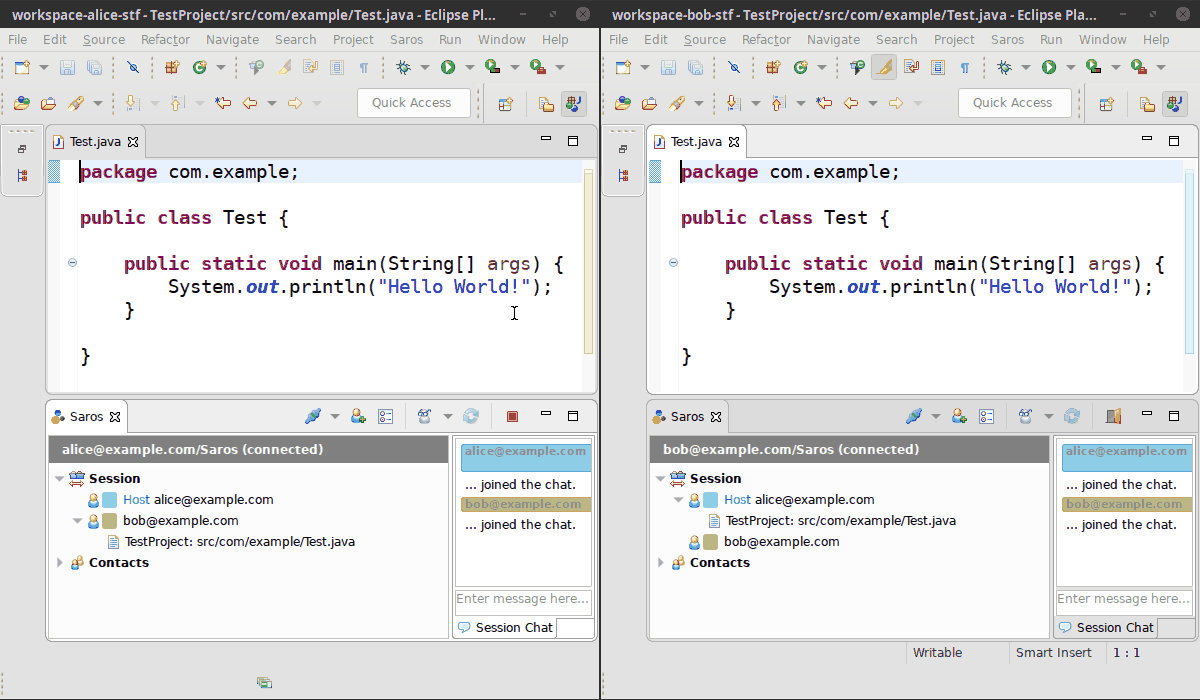 workspace-alice-stf - TestProject/src/com/example/Test.java - Eclipse Pl...
File Edit Source Refactor Navigate Search Project Saros Run Window Help
Quick Access
Test.java
package com.example;
public class Test {
public static void main(String[] args) {
System.out.println("Hello World!");
}
}
Saros
alice@example.com/Saros (connected)
Session
Host alice@example.com
bob@example.com
TestProject: src/com/example/Test.java
Contacts
alice@example.com
... joined the chat.
bob@example.com
... joined the chat.
Enter message here...
Session Chat
workspace-bob-stf - TestProject/src/com/example/Test.java - Eclipse Pla...
File Edit Source Refactor Navigate Search Project Saros Run Window Help
Quick Access
Test.java
package com.example;
public class Test {
public static void main(String[] args) {
System.out.println("Hello World!");
}
}
Saros
bob@example.com/Saros (connected)
Session
Host alice@example.com
TestProject: src/com/example/Test.java
bob@example.com
Contacts
alice@example.com
... joined the chat.
bob@example.com
... joined the chat.
Enter message here...
Session Chat
Writable Smart Insert 1 : 1